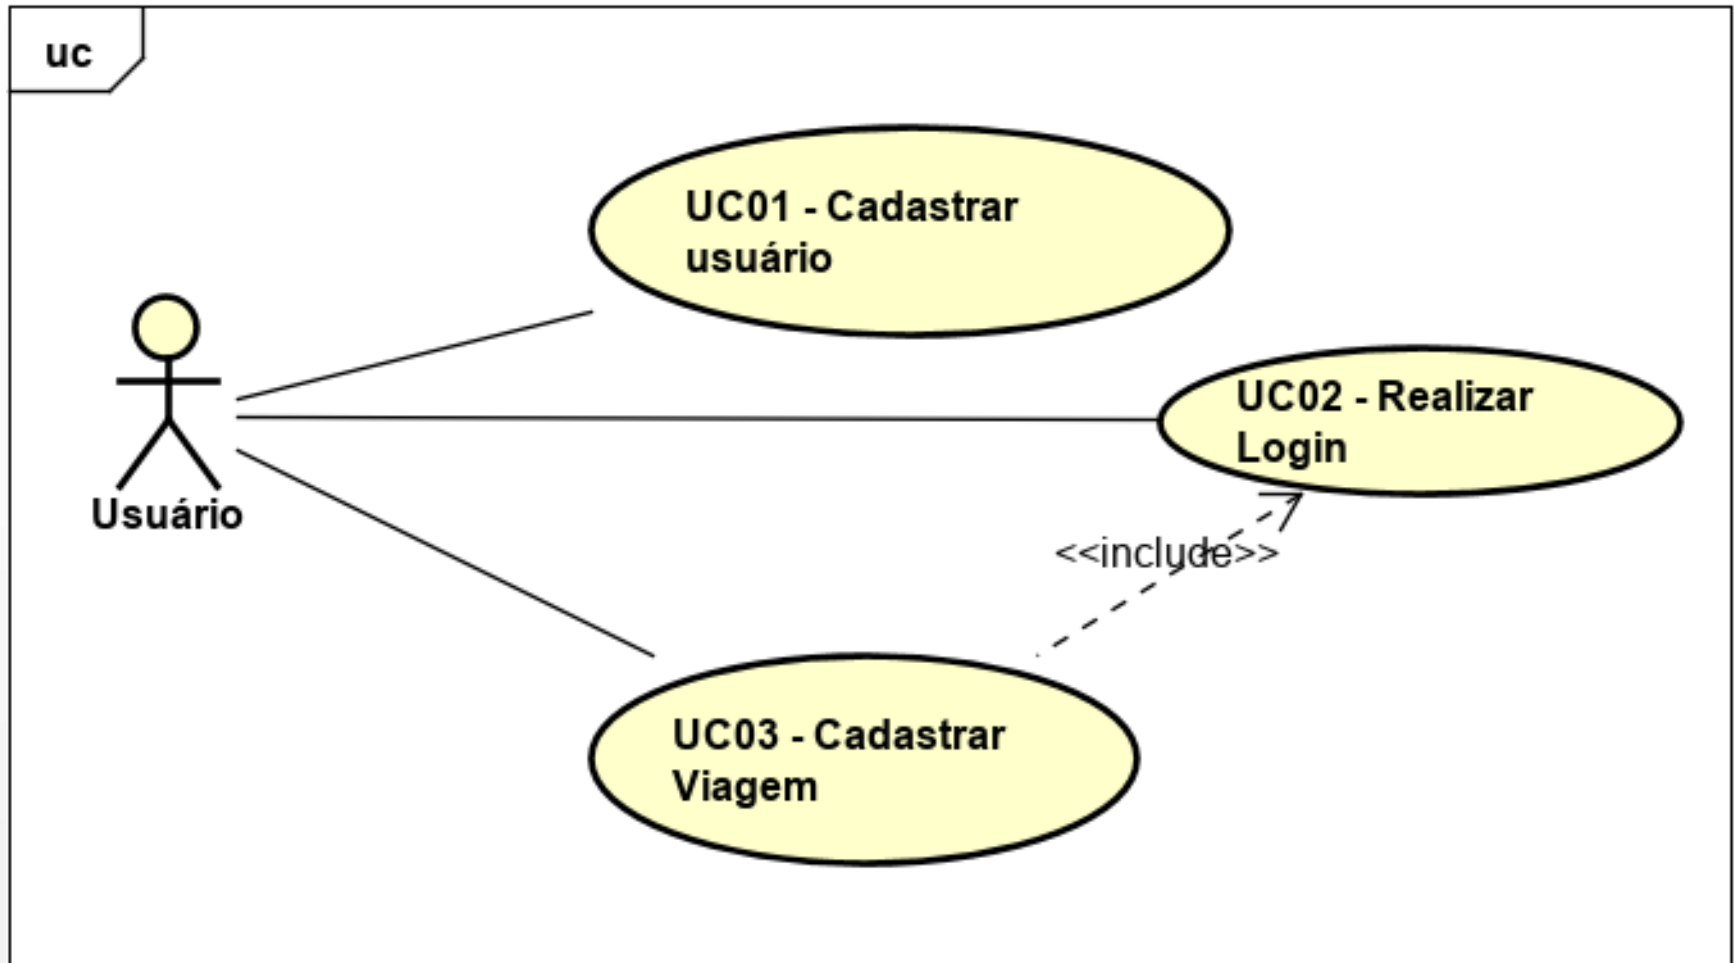 uc
UC01 - Cadastrar
usuário
UC02 - Realizar
Login
Usuário
<<include>>
UC03 - Cadastrar
Viagem